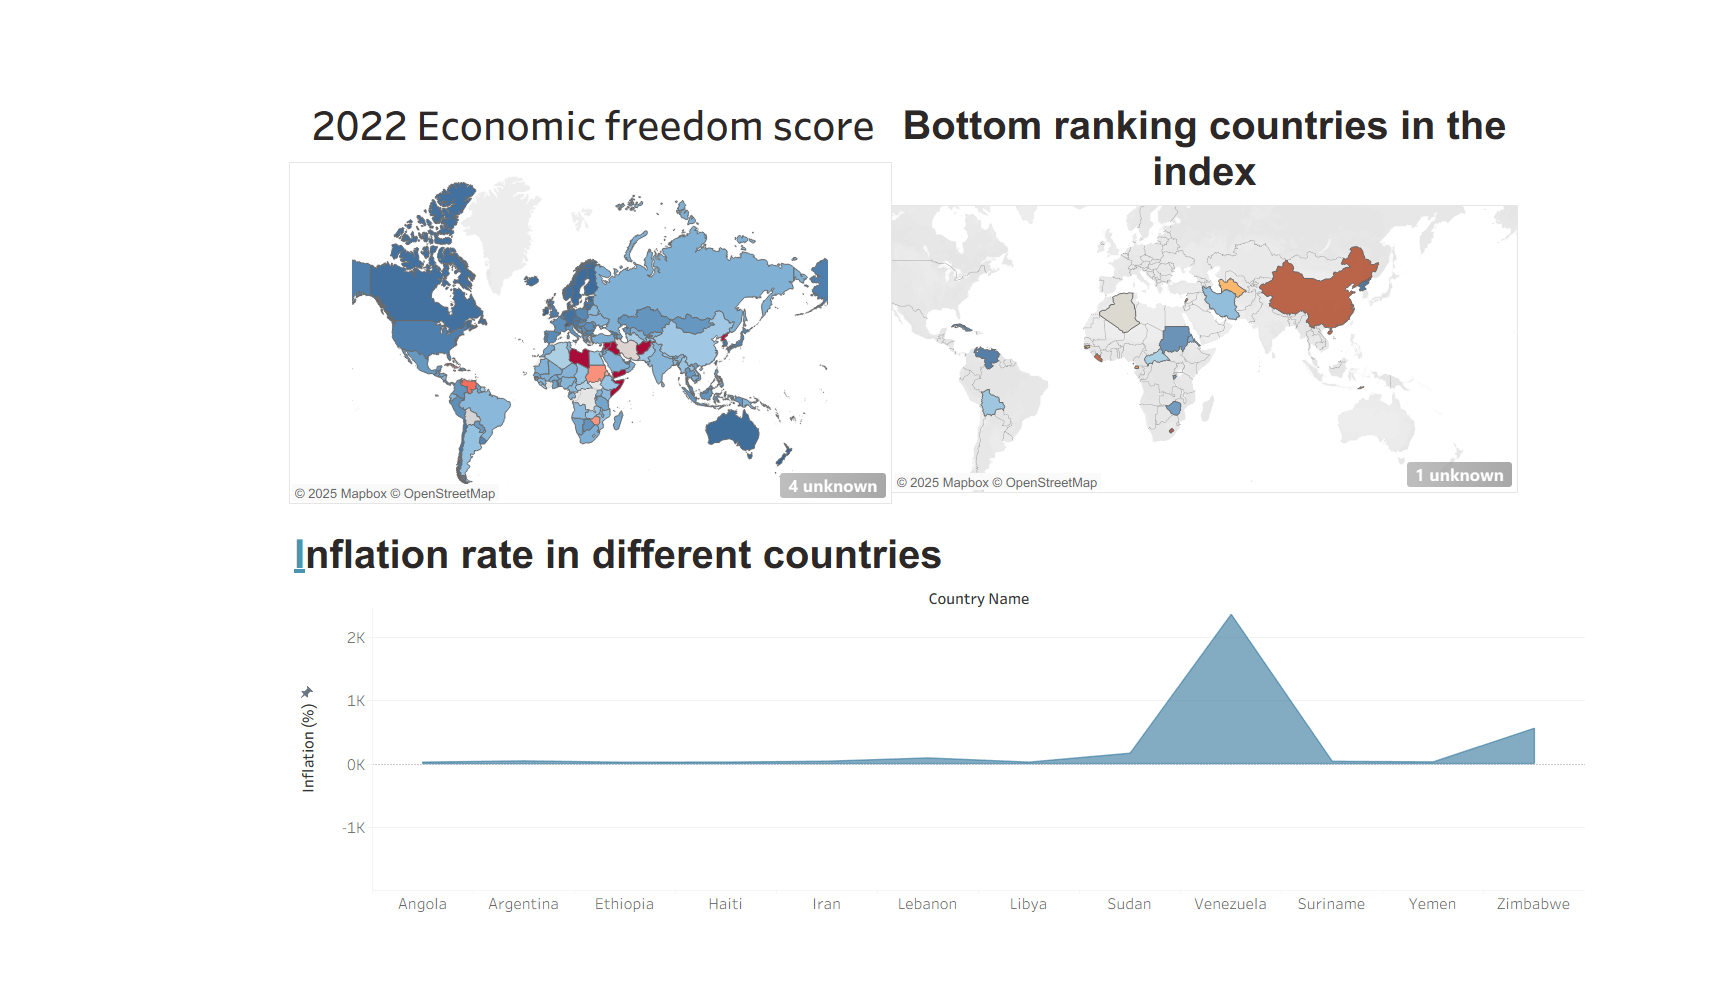 2022 Economic freedom score
Bottom ranking countries in the
index
© 2025 Mapbox © OpenStreetMap
4 unknown
© 2025 Mapbox © OpenStreetMap
1 unknown
Inflation rate in different countries
Country Name
Inflation (%)
2K
1K
0K
-1K
Angola
Argentina
Ethiopia
Haiti
Iran
Lebanon
Libya
Sudan
Venezuela
Suriname
Yemen
Zimbabwe